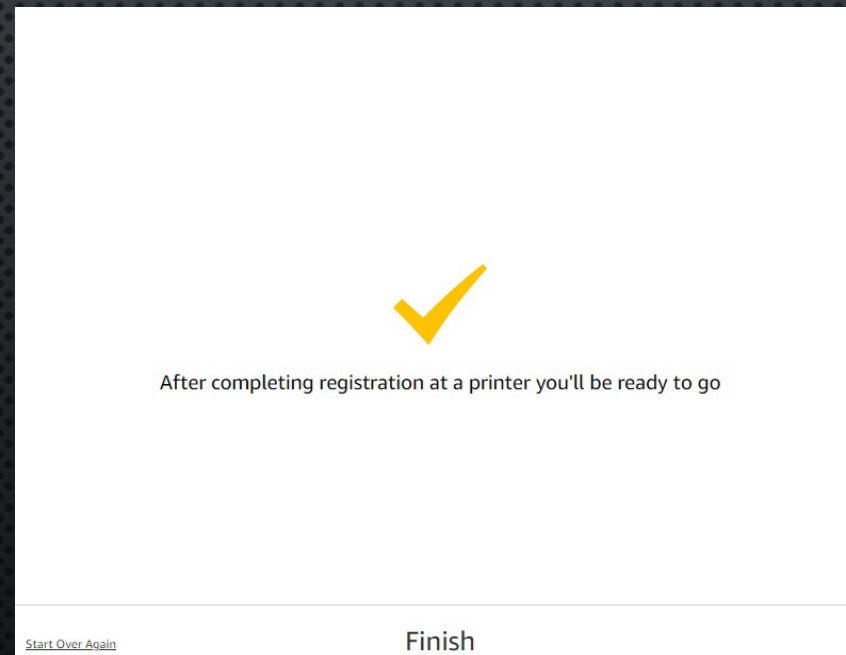 After completing registration at a printer you'll be ready to go
Start Over Again
Finish